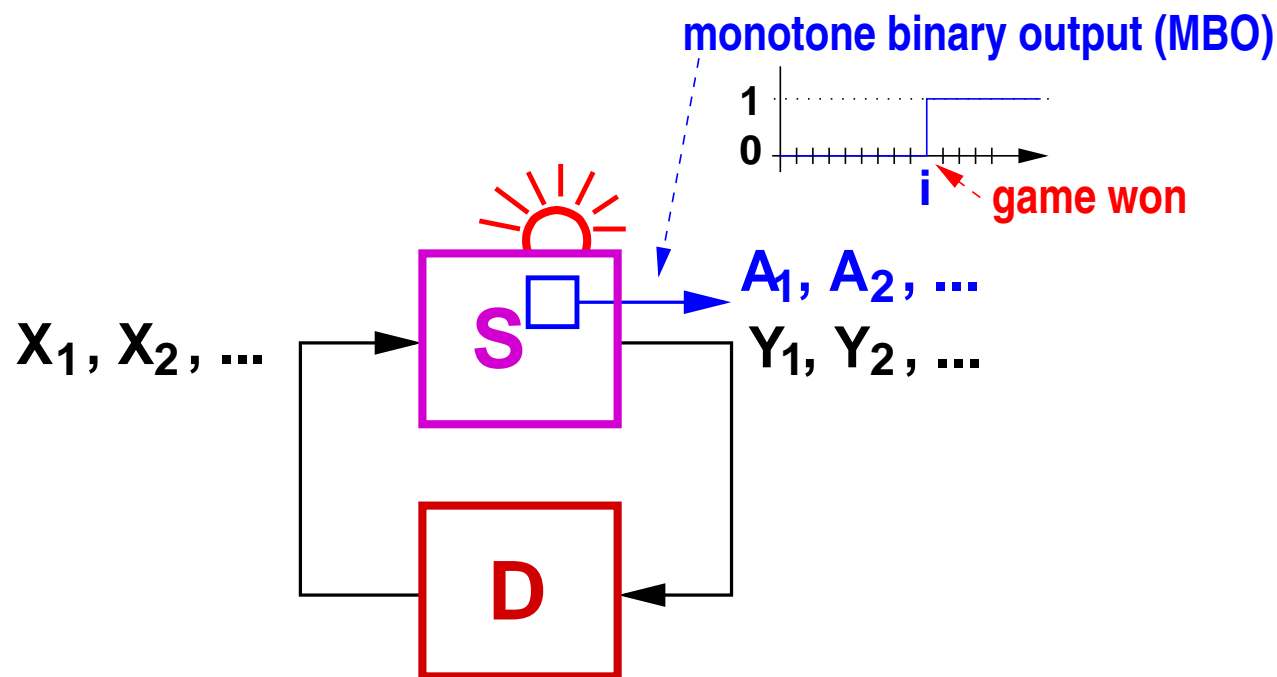 monotone binary output (MBO)
1
0
i
game won
A1, A2, ...
X1, X2, ...
S
Y1, Y2, ...
D